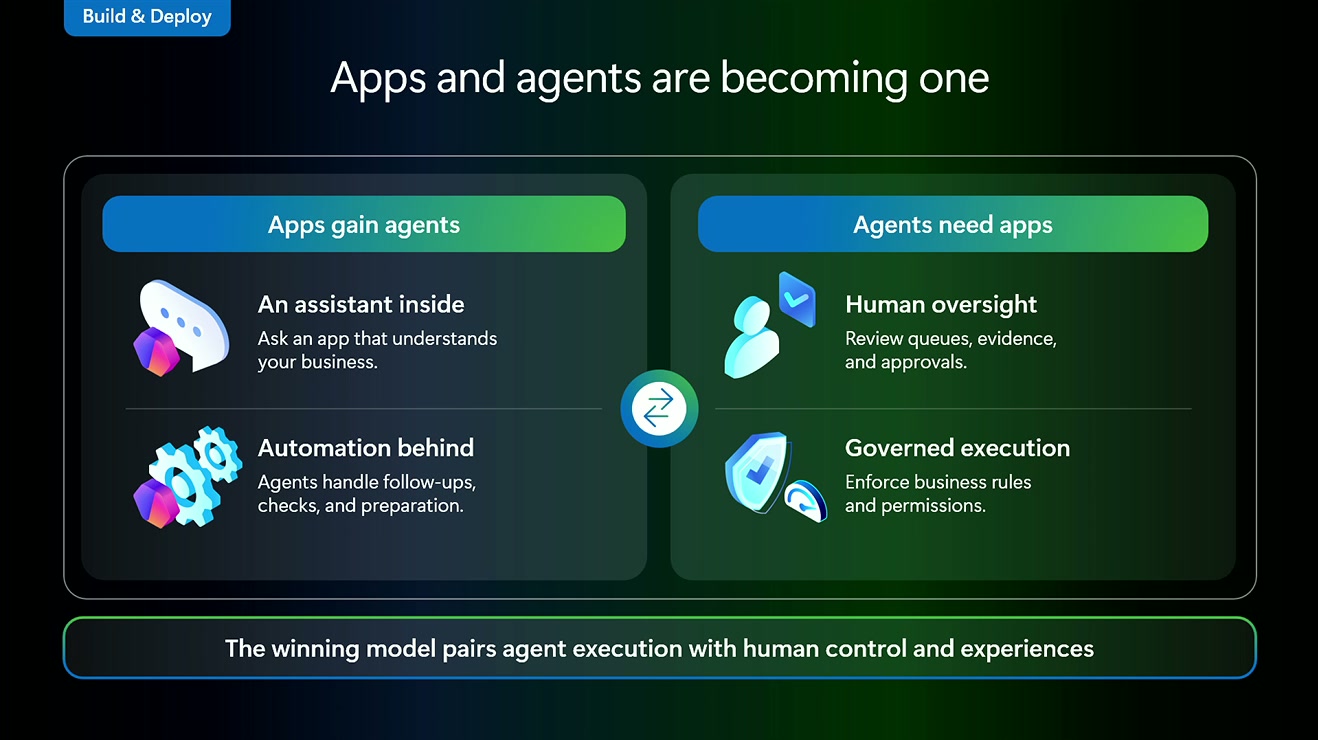 Build & Deploy
Apps and agents are becoming one
Apps gain agents
An assistant inside
Ask an app that understands
your business.
Automation behind
Agents handle follow-ups,
checks, and preparation.
Agents need apps
Human oversight
Review queues, evidence,
and approvals.
Governed execution
Enforce business rules
and permissions.
The winning model pairs agent execution with human control and experiences